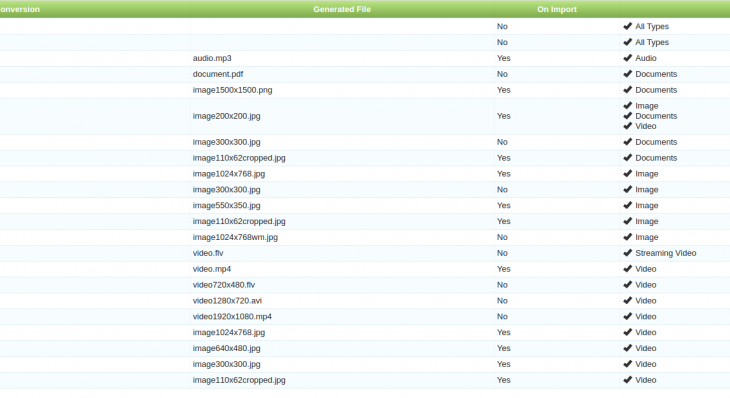 onversion Generated File On Import
No All Types
No All Types
audio.mp3 Yes Audio
document.pdf No Documents
image1500x1500.png Yes Documents
image200x200.jpg Yes Image
Documents
Video
image300x300.jpg No Documents
image110x62cropped.jpg Yes Documents
image1024x768.jpg Yes Image
image300x300.jpg No Image
image550x350.jpg Yes Image
image110x62cropped.jpg Yes Image
image1024x768wm.jpg No Image
video.flv No Streaming Video
video.mp4 Yes Video
video720x480.flv No Video
video1280x720.avi No Video
video1920x1080.mp4 No Video
image1024x768.jpg Yes Video
image640x480.jpg Yes Video
image300x300.jpg Yes Video
image110x62cropped.jpg Yes Video